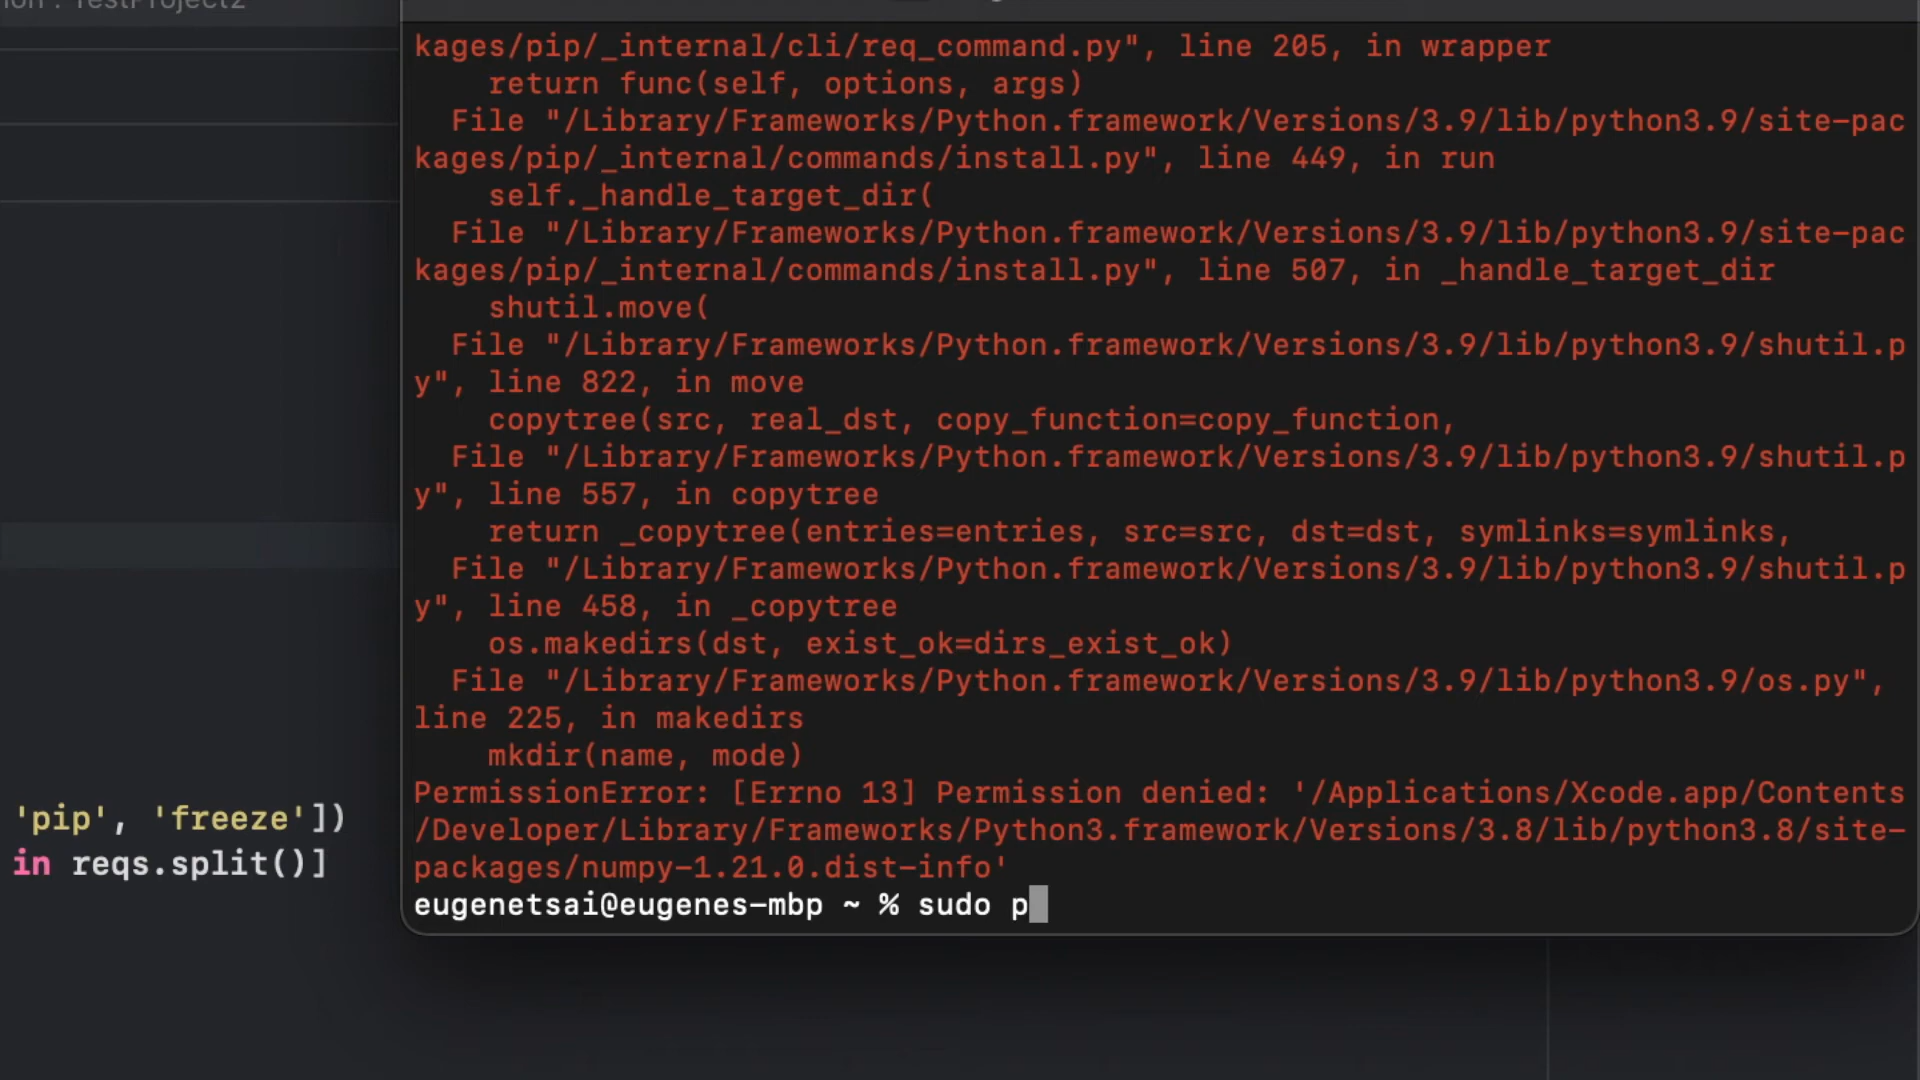 ion : TestProject2
kages/pip/_internal/cli/req_command.py", line 205, in wrapper
return func(self, options, args)
File "/Library/Frameworks/Python.framework/Versions/3.9/lib/python3.9/site-pac
kages/pip/_internal/commands/install.py", line 449, in run
self._handle_target_dir(
File "/Library/Frameworks/Python.framework/Versions/3.9/lib/python3.9/site-pac
kages/pip/_internal/commands/install.py", line 507, in _handle_target_dir
shutil.move(
File "/Library/Frameworks/Python.framework/Versions/3.9/lib/python3.9/shutil.p
y", line 822, in move
copytree(src, real_dst, copy_function=copy_function,
File "/Library/Frameworks/Python.framework/Versions/3.9/lib/python3.9/shutil.p
y", line 557, in copytree
return _copytree(entries=entries, src=src, dst=dst, symlinks=symlinks,
File "/Library/Frameworks/Python.framework/Versions/3.9/lib/python3.9/shutil.p
y", line 458, in _copytree
os.makedirs(dst, exist_ok=dirs_exist_ok)
File "/Library/Frameworks/Python.framework/Versions/3.9/lib/python3.9/os.py",
line 225, in makedirs
mkdir(name, mode)
PermissionError: [Errno 13] Permission denied: '/Applications/Xcode.app/Contents
/Developer/Library/Frameworks/Python3.framework/Versions/3.8/lib/python3.8/site-
packages/numpy-1.21.0.dist-info'
eugenetsai@eugenes-mbp ~ % sudo p
'pip', 'freeze'])
in reqs.split()]